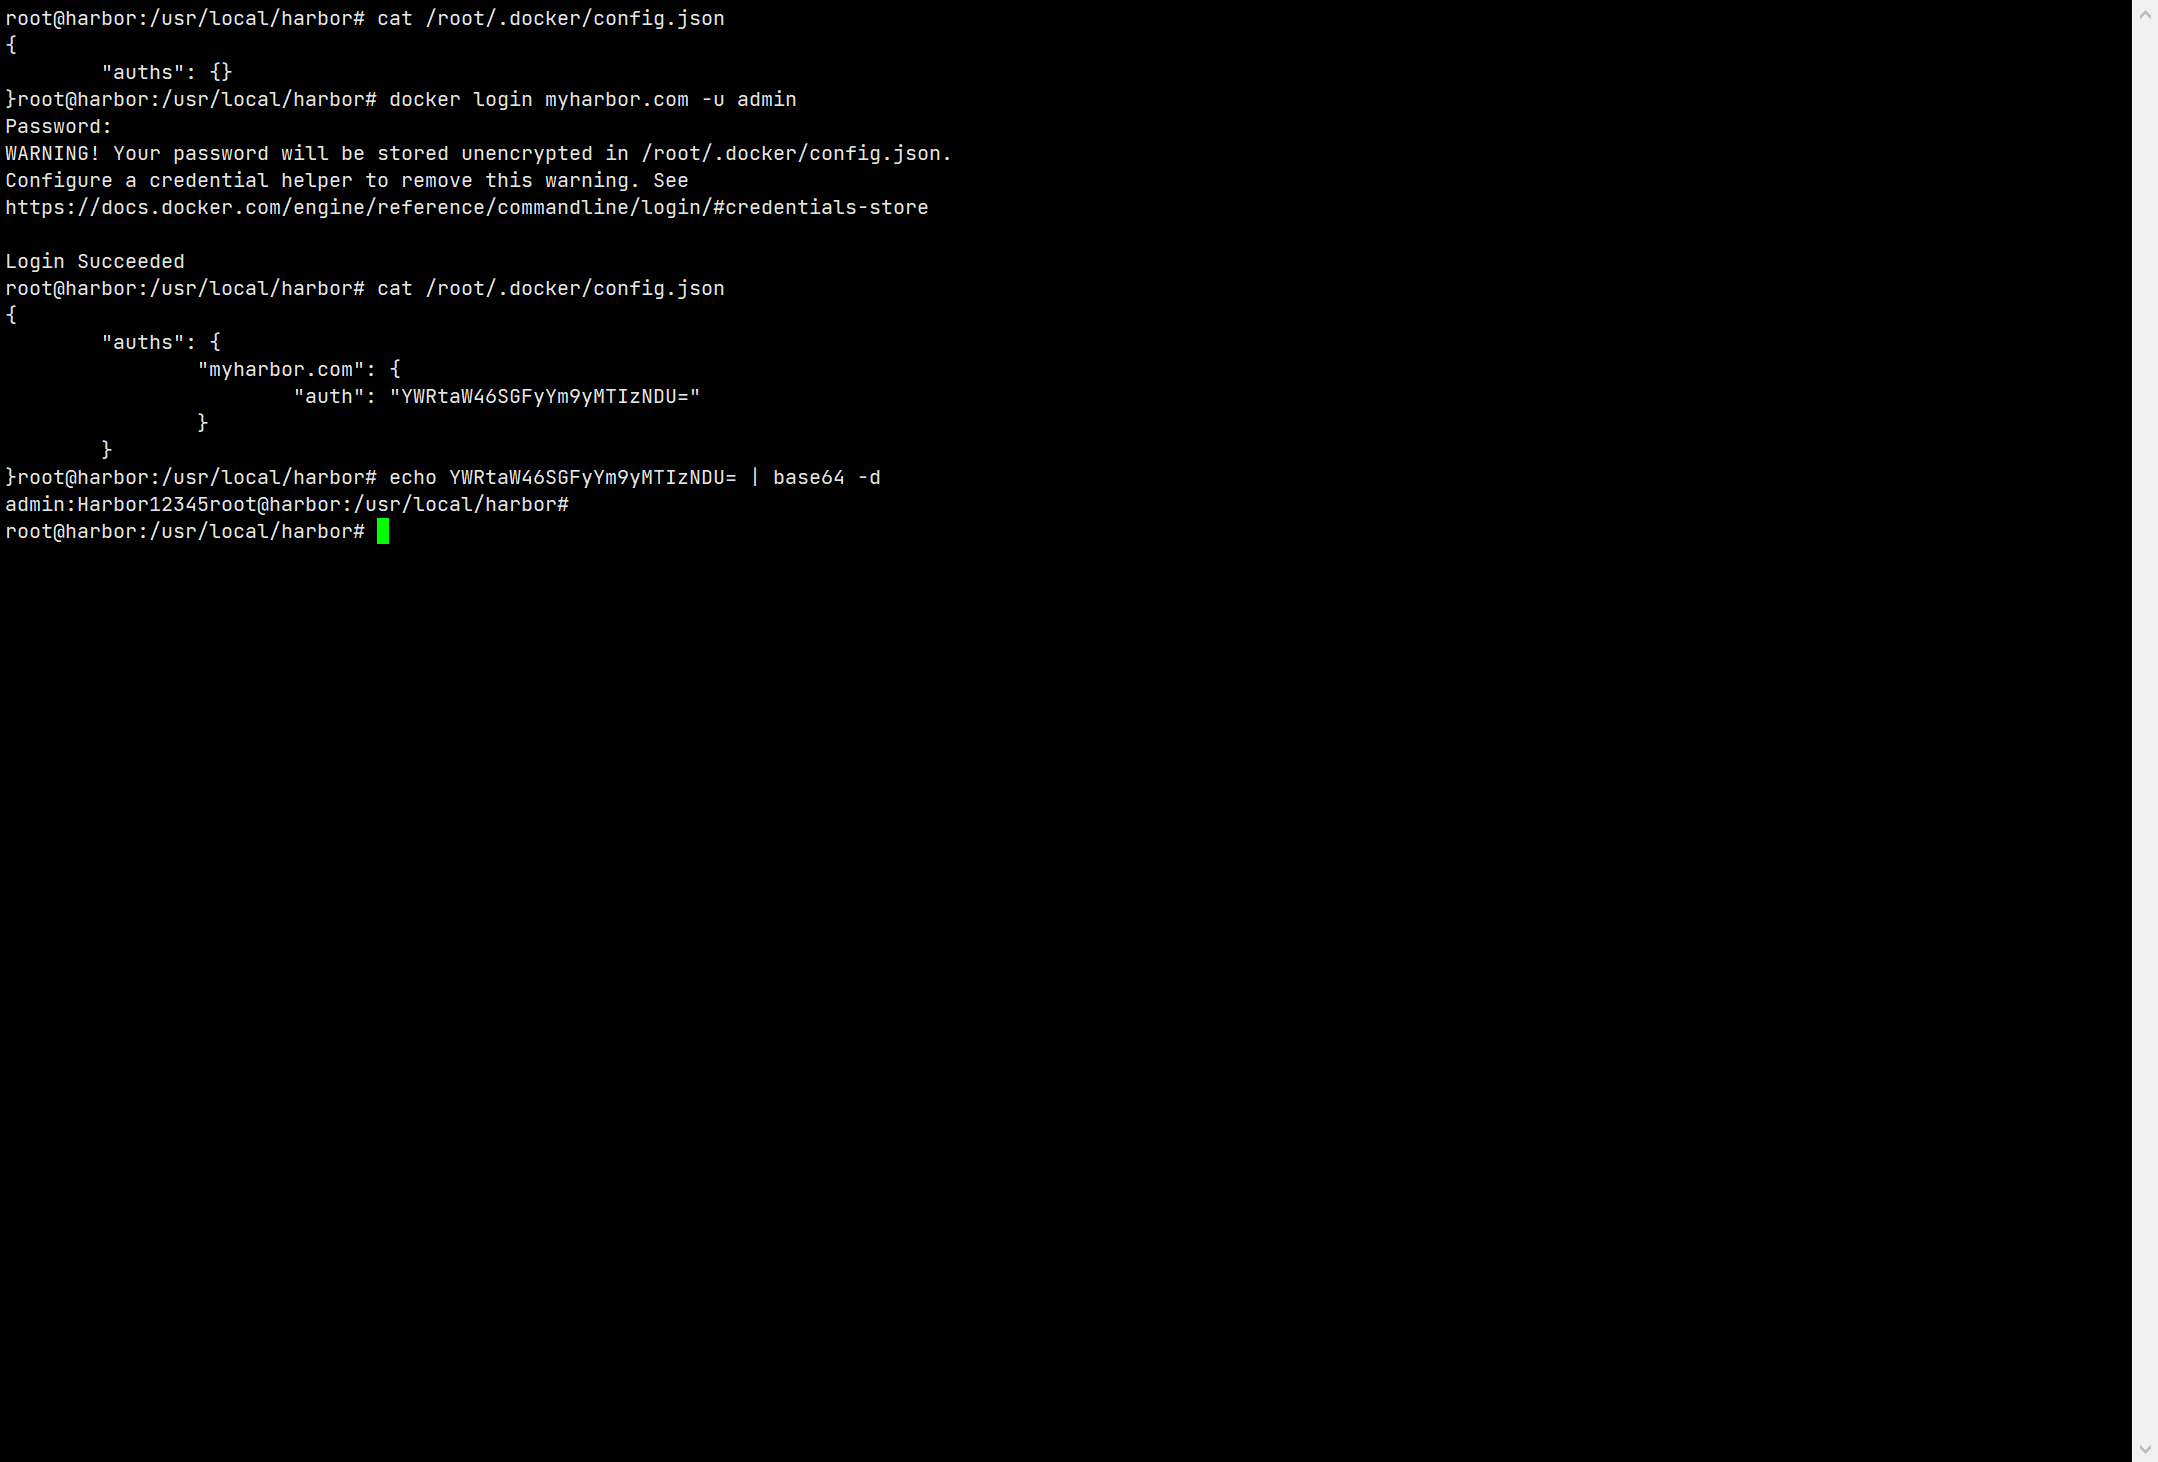 root@harbor:/usr/local/harbor# cat /root/.docker/config.json
{
        "auths": {}
}root@harbor:/usr/local/harbor# docker login myharbor.com -u admin
Password:
WARNING! Your password will be stored unencrypted in /root/.docker/config.json.
Configure a credential helper to remove this warning. See
https://docs.docker.com/engine/reference/commandline/login/#credentials-store

Login Succeeded
root@harbor:/usr/local/harbor# cat /root/.docker/config.json
{
        "auths": {
                "myharbor.com": {
                        "auth": "YWRtaW46SGFyYm9yMTIzNDU="
                }
        }
}root@harbor:/usr/local/harbor# echo YWRtaW46SGFyYm9yMTIzNDU= | base64 -d
admin:Harbor12345root@harbor:/usr/local/harbor#
root@harbor:/usr/local/harbor#